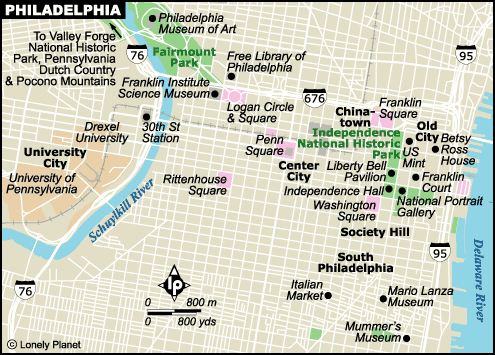 PHILADELPHIA
Philadelphia
Museum of Art
To Valley Forge
National Historic
Park, Pennsylvania
Dutch Country
& Pocono Mountains
76
Fairmount
Park
95
Free Library of
Philadelphia
Franklin Institute
Science Museum
676
Logan Circle
& Square
China-
town
Franklin
Square
Drexel
University
30th St
Station
Penn
Square
Independence
National Historic
Park
Old
City
US
Mint
Betsy
Ross
House
University
City
Center
City
Liberty Bell
Pavilion
University of
Pennsylvania
Rittenhouse
Square
Independence Hall
Franklin
Court
Washington
Square
National Portrait
Gallery
Schuylkill River
Society Hill
95
Delaware River
South
Philadelphia
76
lp
0 800 m
0 800 yds
Italian
Market
Mario Lanza
Museum
Mummer's
Museum
© Lonely Planet